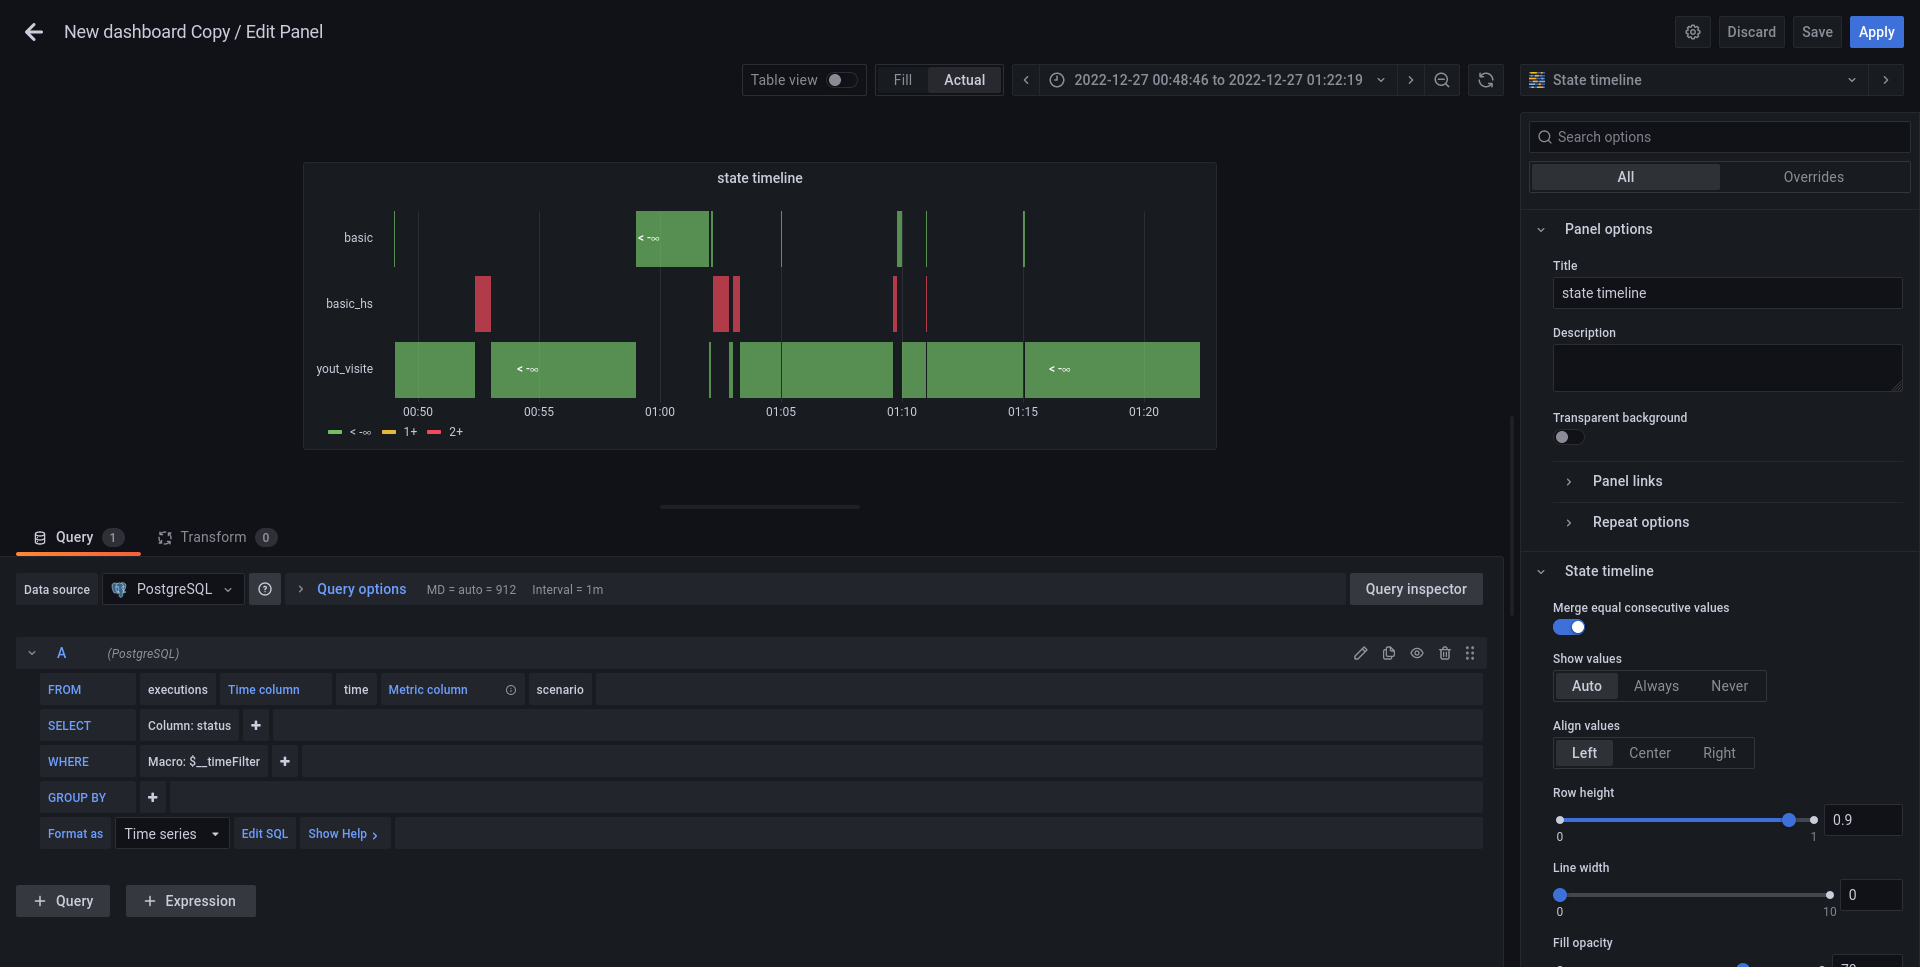 New dashboard Copy / Edit Panel
Discard
Save
Apply
Table view
Fill
Actual
2022-12-27 00:48:46 to 2022-12-27 01:22:19
State timeline
Search options
All
Overrides
state timeline
basic
< -∞
basic_hs
yout_visite
< -∞
< -∞
00:50
00:55
01:00
01:05
01:10
01:15
01:20
< -∞
1+
2+
Panel options
Title
state timeline
Description
Transparent background
Panel links
Repeat options
Query 1
Transform 0
Data source
PostgreSQL
Query options
MD = auto = 912
Interval = 1m
Query inspector
A
(PostgreSQL)
FROM
executions
Time column
time
Metric column
scenario
SELECT
Column: status
+
WHERE
Macro: $__timeFilter
+
GROUP BY
+
Format as
Time series
Edit SQL
Show Help >
+ Query
+ Expression
State timeline
Merge equal consecutive values
Show values
Auto
Always
Never
Align values
Left
Center
Right
Row height
0.9
0
1
Line width
0
0
10
Fill opacity